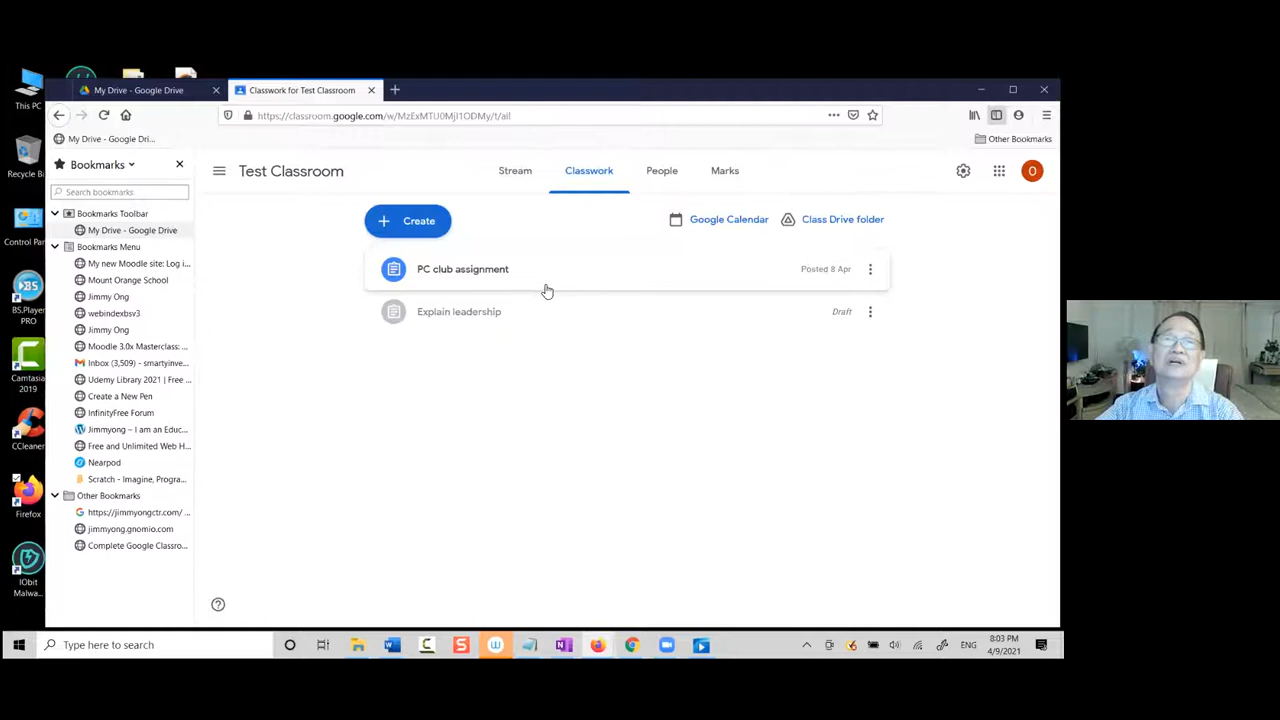 This PC
Recycle Bi
Control Pan
BS.Player
PRO
Camtasia
2019
CCleaner
Firefox
IObit
Malwa...
My Drive - Google Drive
Classwork for Test Classroom
https://classroom.google.com/w/MzExMTU0MjI1ODMy/t/all
My Drive - Google Dri...
Other Bookmarks
Bookmarks
Search bookmarks
Bookmarks Toolbar
My Drive - Google Drive
Bookmarks Menu
My new Moodle site: Log i...
Mount Orange School
Jimmy Ong
webindexbsv3
Jimmy Ong
Moodle 3.0x Masterclass: ...
Inbox (3,509) - smartyinve...
Udemy Library 2021 | Free ...
Create a New Pen
InfinityFree Forum
Jimmyong – I am an Educ...
Free and Unlimited Web H...
Nearpod
Scratch - Imagine, Progra...
Other Bookmarks
https://jimmyongctr.com/ ...
jimmyong.gnomio.com
Complete Google Classro...
Test Classroom
Stream
Classwork
People
Marks
O
Create
Google Calendar
Class Drive folder
PC club assignment
Posted 8 Apr
Explain leadership
Draft
Type here to search
ENG
8:03 PM
4/9/2021